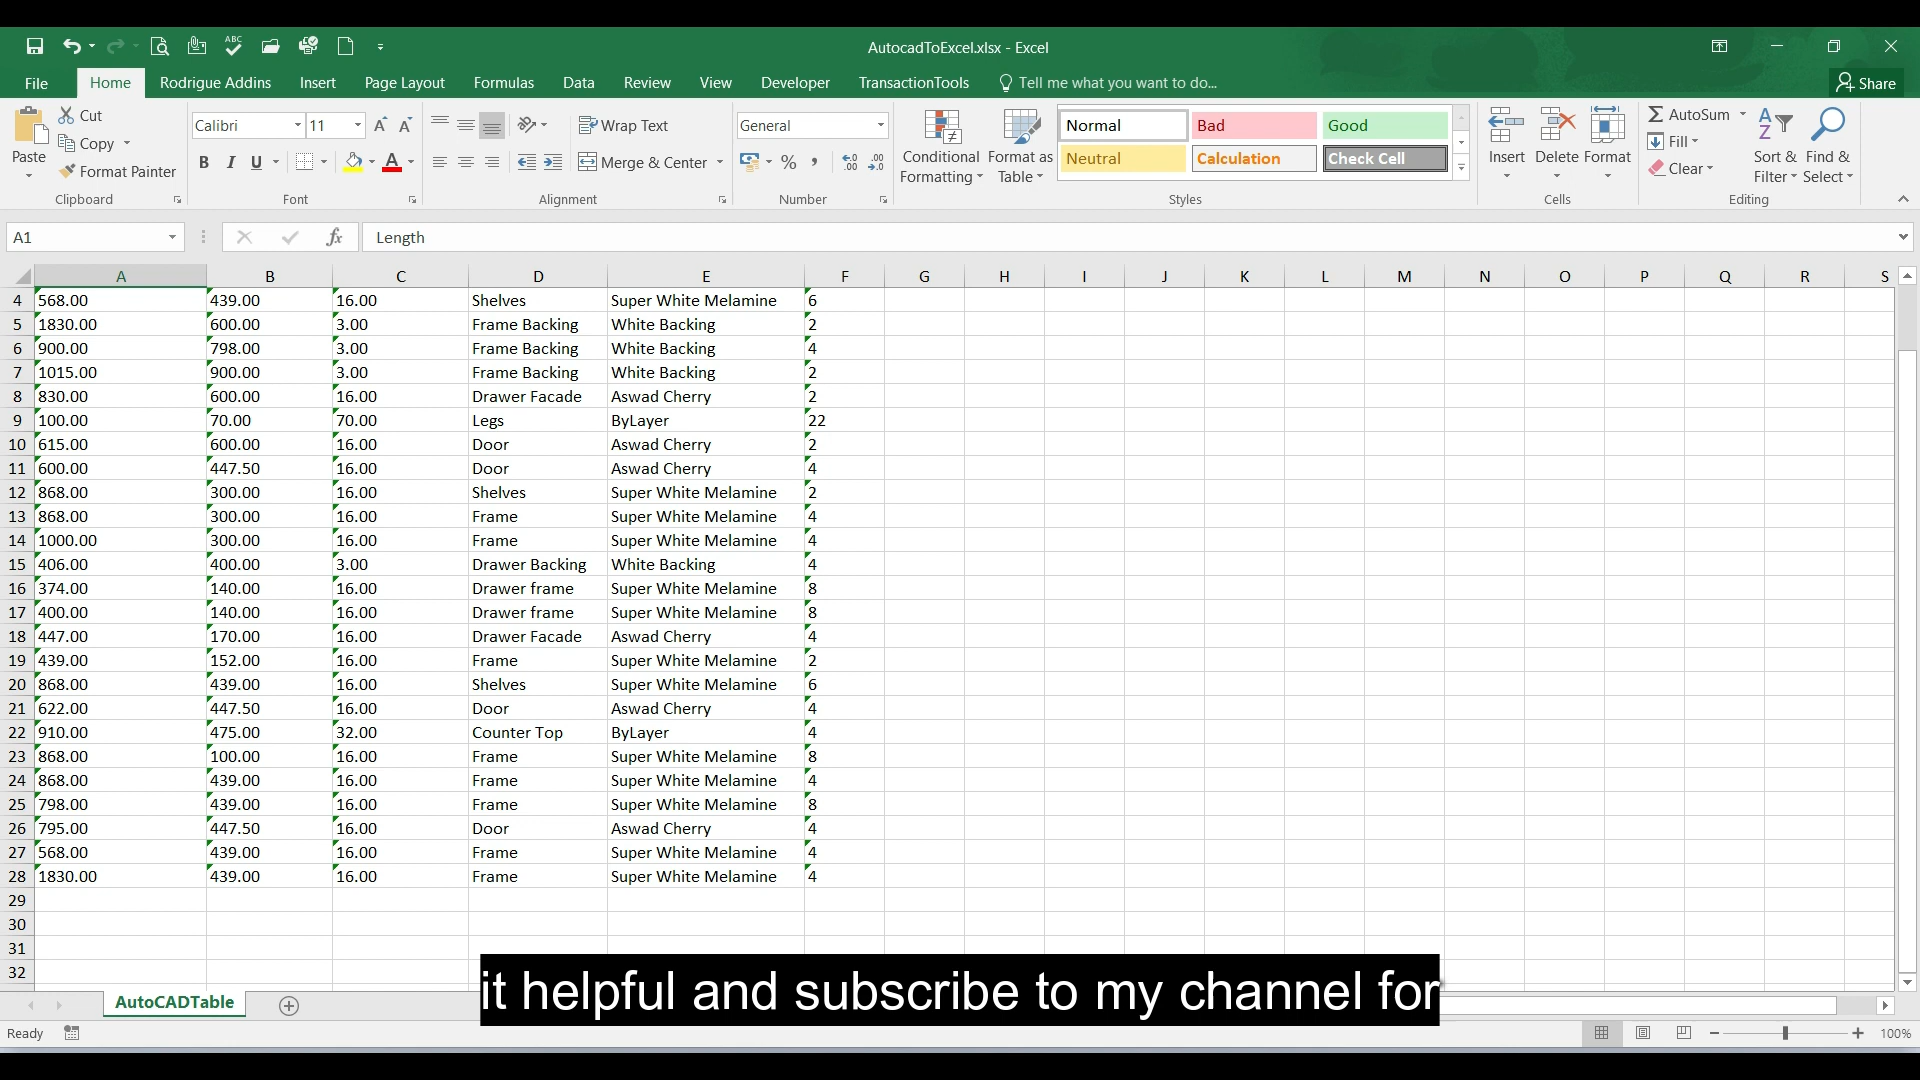 AutocadToExcel.xlsx - Excel
File Home Rodrigue Addins Insert Page Layout Formulas Data Review View Developer TransactionTools Tell me what you want to do... Share
Paste Cut Copy Format Painter Clipboard
Calibri 11 B I U A Font
Wrap Text Merge & Center Alignment
General % , Number
Conditional Formatting Format as Table
Normal Bad Good
Neutral Calculation Check Cell
Styles
Insert Delete Format Cells
AutoSum Fill Clear Sort & Filter Find & Select Editing
A1 fx Length
A B C D E F G H I J K L M N O P Q R S
4 568.00 439.00 16.00 Shelves Super White Melamine 6
5 1830.00 600.00 3.00 Frame Backing White Backing 2
6 900.00 798.00 3.00 Frame Backing White Backing 4
7 1015.00 900.00 3.00 Frame Backing White Backing 2
8 830.00 600.00 16.00 Drawer Facade Aswad Cherry 2
9 100.00 70.00 70.00 Legs ByLayer 22
10 615.00 600.00 16.00 Door Aswad Cherry 2
11 600.00 447.50 16.00 Door Aswad Cherry 4
12 868.00 300.00 16.00 Shelves Super White Melamine 2
13 868.00 300.00 16.00 Frame Super White Melamine 4
14 1000.00 300.00 16.00 Frame Super White Melamine 4
15 406.00 400.00 3.00 Drawer Backing White Backing 4
16 374.00 140.00 16.00 Drawer frame Super White Melamine 8
17 400.00 140.00 16.00 Drawer frame Super White Melamine 8
18 447.00 170.00 16.00 Drawer Facade Aswad Cherry 4
19 439.00 152.00 16.00 Frame Super White Melamine 2
20 868.00 439.00 16.00 Shelves Super White Melamine 6
21 622.00 447.50 16.00 Door Aswad Cherry 4
22 910.00 475.00 32.00 Counter Top ByLayer 4
23 868.00 100.00 16.00 Frame Super White Melamine 8
24 868.00 439.00 16.00 Frame Super White Melamine 4
25 798.00 439.00 16.00 Frame Super White Melamine 8
26 795.00 447.50 16.00 Door Aswad Cherry 4
27 568.00 439.00 16.00 Frame Super White Melamine 4
28 1830.00 439.00 16.00 Frame Super White Melamine 4
29
30
31
32
it helpful and subscribe to my channel for
AutoCADTable
Ready 100%